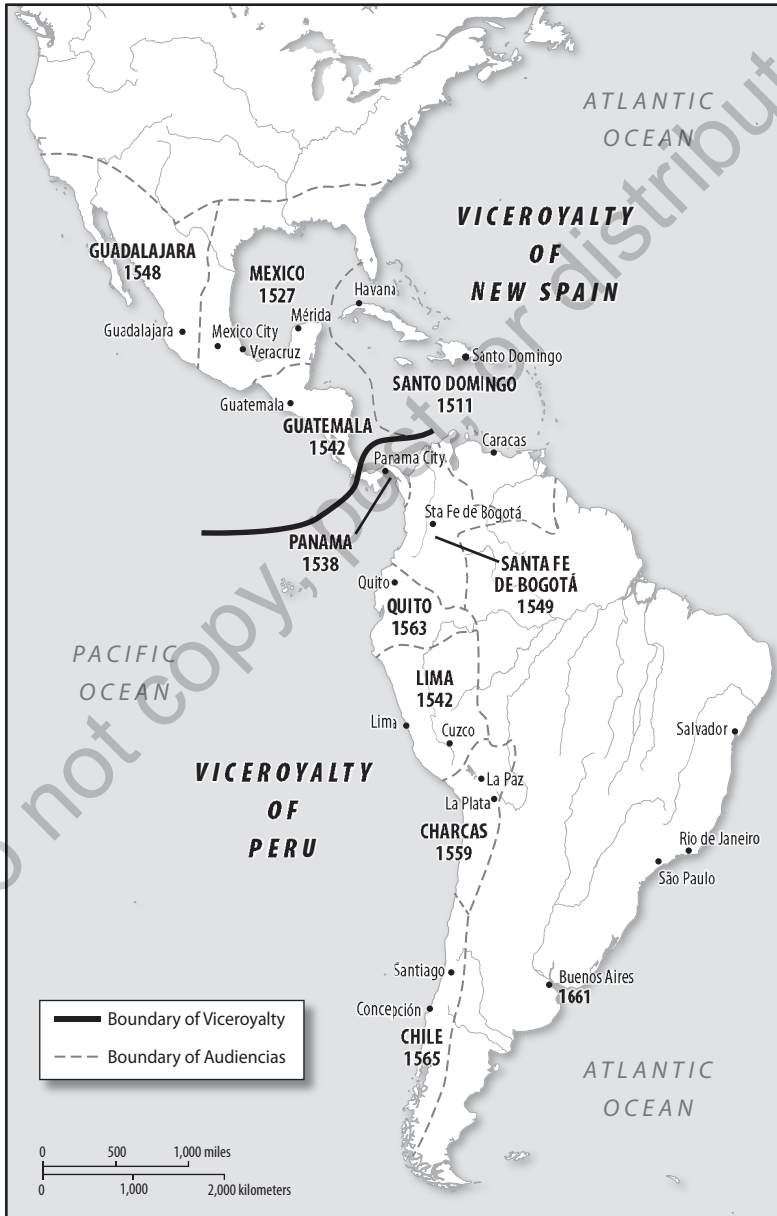 ATLANTIC
OCEAN
VICEROYALTY
OF
NEW SPAIN
GUADALAJARA
1548
MEXICO
1527
Havana
Mérida
Guadalajara
Mexico City
Veracruz
Santo Domingo
SANTO DOMINGO
1511
Guatemala
GUATEMALA
1542
Caracas
Panama City
Sta Fe de Bogotá
PANAMA
1538
SANTA FE
DE BOGOTÁ
1549
Quito
QUITO
1563
PACIFIC
OCEAN
LIMA
1542
Lima
Cuzco
Salvador
VICEROYALTY
OF
PERU
La Paz
La Plata
CHARCAS
1559
Rio de Janeiro
São Paulo
Santiago
Buenos Aires
1661
Concepción
CHILE
1565
Boundary of Viceroyalty
Boundary of Audiencias
ATLANTIC
OCEAN
0 500 1,000 miles
0 1,000 2,000 kilometers
not copy, post, or distribut